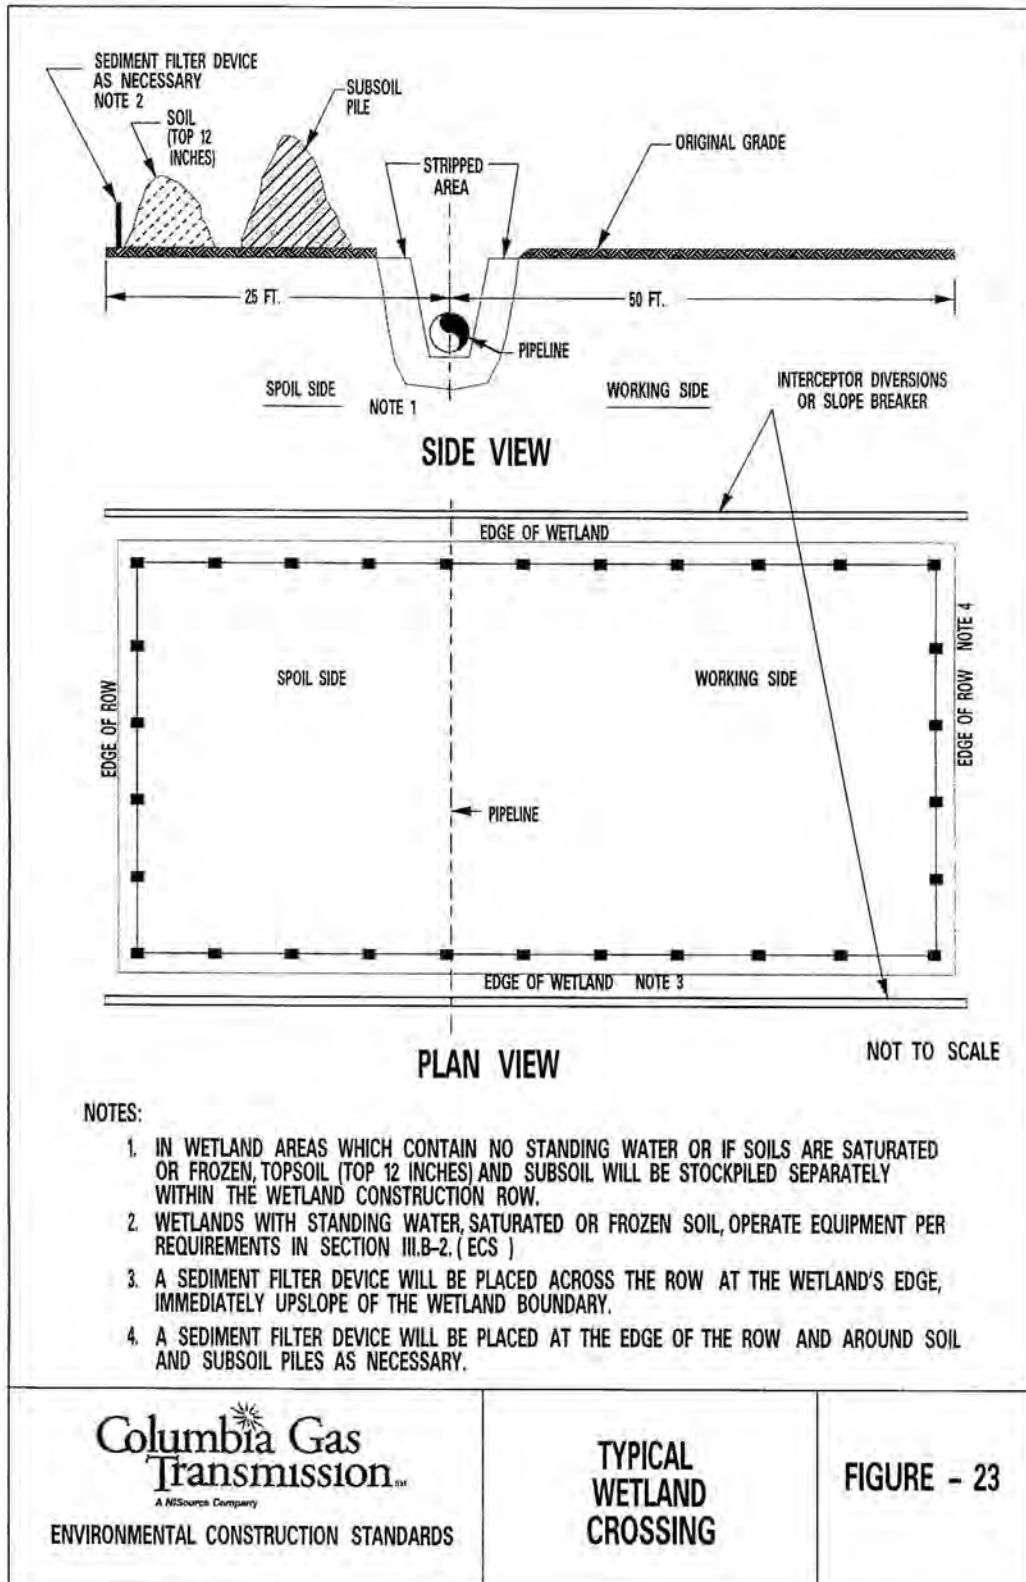 SEDIMENT FILTER DEVICE
AS NECESSARY
NOTE 2
SOIL
(TOP 12
INCHES)
SUBSOIL
PILE
STRIPPED
AREA
ORIGINAL GRADE
25 FT.
50 FT.
PIPELINE
SPOIL SIDE
NOTE 1
WORKING SIDE
INTERCEPTOR DIVERSIONS
OR SLOPE BREAKER
SIDE VIEW
EDGE OF WETLAND
EDGE OF ROW
SPOIL SIDE
WORKING SIDE
EDGE OF ROW NOTE 4
PIPELINE
EDGE OF WETLAND NOTE 3
PLAN VIEW
NOT TO SCALE
NOTES:
1. IN WETLAND AREAS WHICH CONTAIN NO STANDING WATER OR IF SOILS ARE SATURATED
OR FROZEN, TOPSOIL (TOP 12 INCHES) AND SUBSOIL WILL BE STOCKPILED SEPARATELY
WITHIN THE WETLAND CONSTRUCTION ROW.
2. WETLANDS WITH STANDING WATER, SATURATED OR FROZEN SOIL, OPERATE EQUIPMENT PER
REQUIREMENTS IN SECTION III.B-2. ( ECS )
3. A SEDIMENT FILTER DEVICE WILL BE PLACED ACROSS THE ROW AT THE WETLAND'S EDGE,
IMMEDIATELY UPSLOPE OF THE WETLAND BOUNDARY.
4. A SEDIMENT FILTER DEVICE WILL BE PLACED AT THE EDGE OF THE ROW AND AROUND SOIL
AND SUBSOIL PILES AS NECESSARY.
Columbia Gas
Transmission
A NiSource Company
ENVIRONMENTAL CONSTRUCTION STANDARDS
TYPICAL
WETLAND
CROSSING
FIGURE - 23